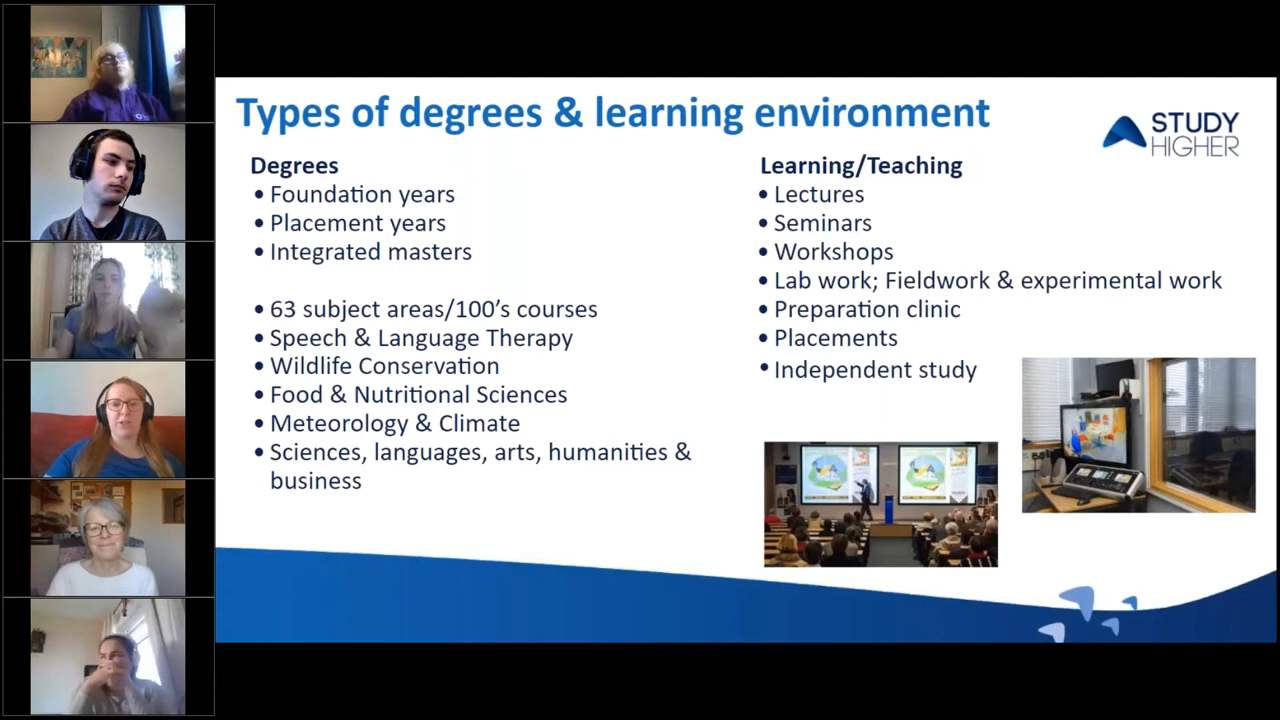 Types of degrees & learning environment
STUDY
HIGHER
Degrees
• Foundation years
• Placement years
• Integrated masters
• 63 subject areas/100’s courses
• Speech & Language Therapy
• Wildlife Conservation
• Food & Nutritional Sciences
• Meteorology & Climate
• Sciences, languages, arts, humanities &
business
Learning/Teaching
• Lectures
• Seminars
• Workshops
• Lab work; Fieldwork & experimental work
• Preparation clinic
• Placements
• Independent study